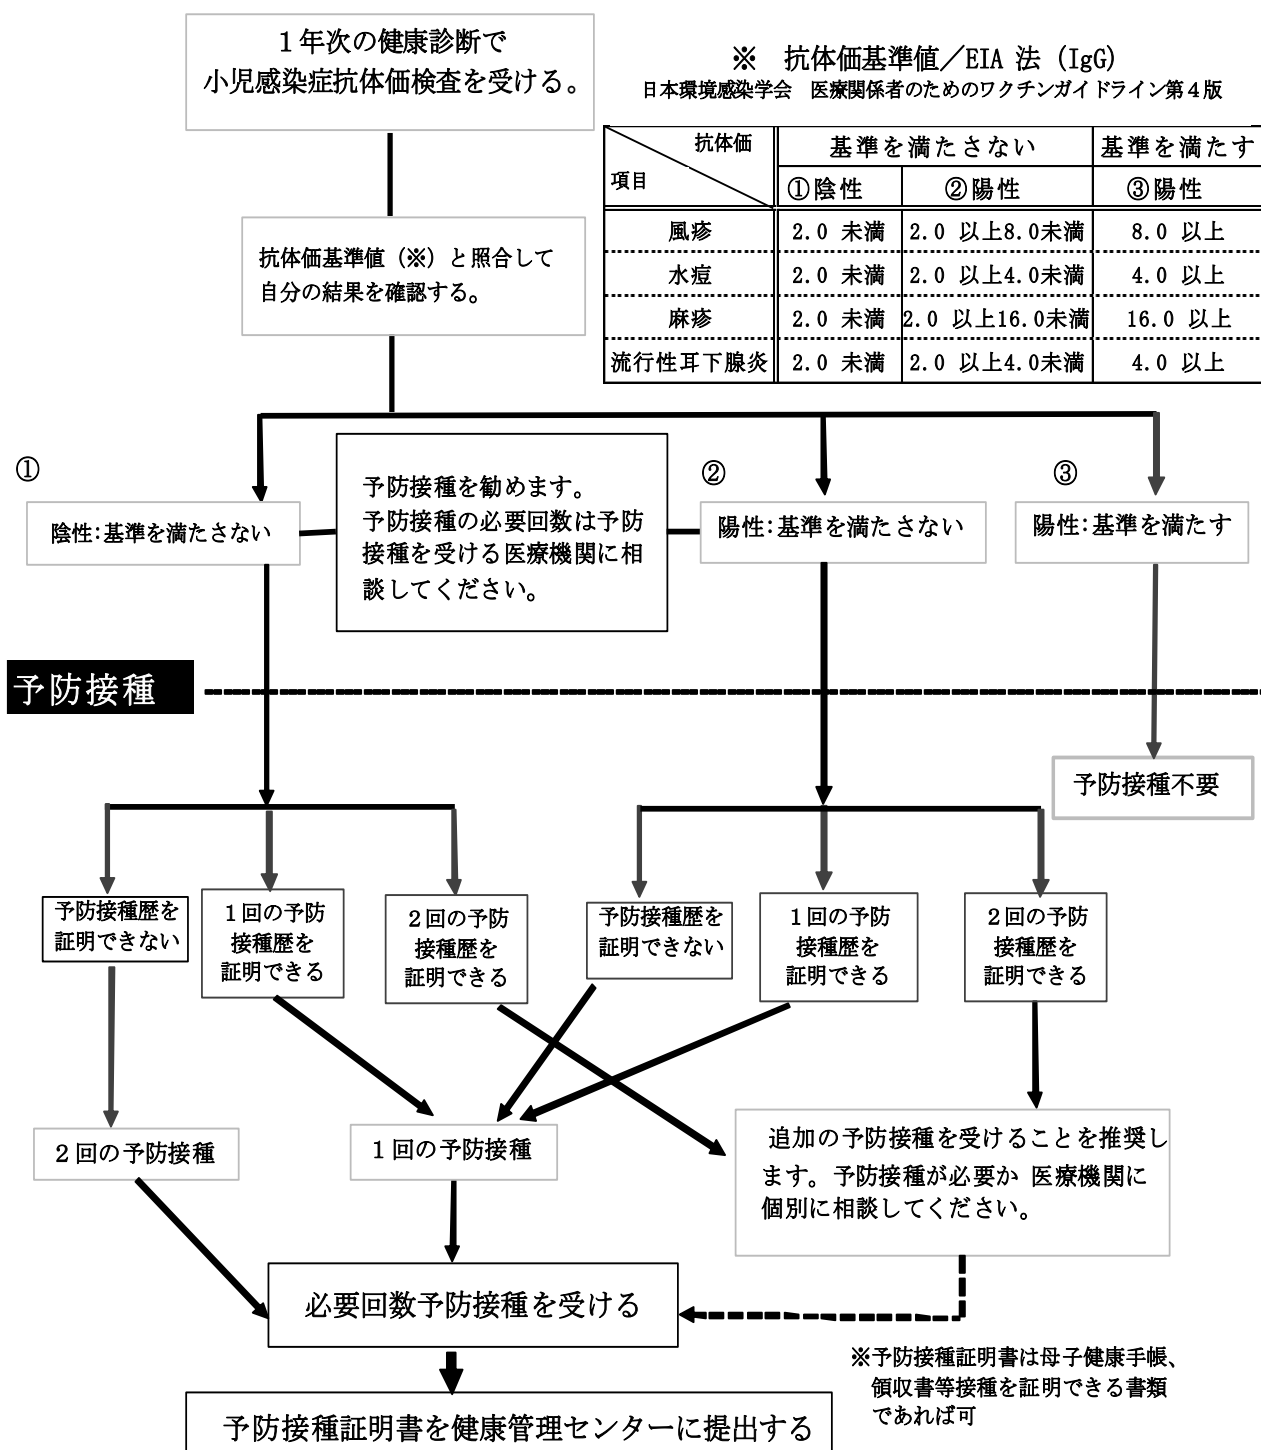 １年次の健康診断で
小児感染症抗体価検査を受ける。
※　抗体価基準値／EIA 法 (IgG)
日本環境感染学会　医療関係者のためのワクチンガイドライン第４版
抗体価
項目
基準を満たさない
基準を満たす
①陰性
②陽性
③陽性
風疹 2.0 未満 2.0 以上8.0未満 8.0 以上
水痘 2.0 未満 2.0 以上4.0未満 4.0 以上
麻疹 2.0 未満 2.0 以上16.0未満 16.0 以上
流行性耳下腺炎 2.0 未満 2.0 以上4.0未満 4.0 以上
抗体価基準値（※）と照合して
自分の結果を確認する。
①
陰性:基準を満たさない
予防接種を勧めます。
予防接種の必要回数は予防
接種を受ける医療機関に相
談してください。
②
陽性:基準を満たさない
③
陽性:基準を満たす
予防接種
予防接種不要
予防接種歴を
証明できない
１回の予防
接種歴を
証明できる
２回の予防
接種歴を
証明できる
予防接種歴を
証明できない
１回の予防
接種歴を
証明できる
２回の予防
接種歴を
証明できる
２回の予防接種
１回の予防接種
追加の予防接種を受けることを推奨し
ます。予防接種が必要か 医療機関に
個別に相談してください。
必要回数予防接種を受ける
※予防接種証明書は母子健康手帳、
領収書等接種を証明できる書類
であれば可
予防接種証明書を健康管理センターに提出する